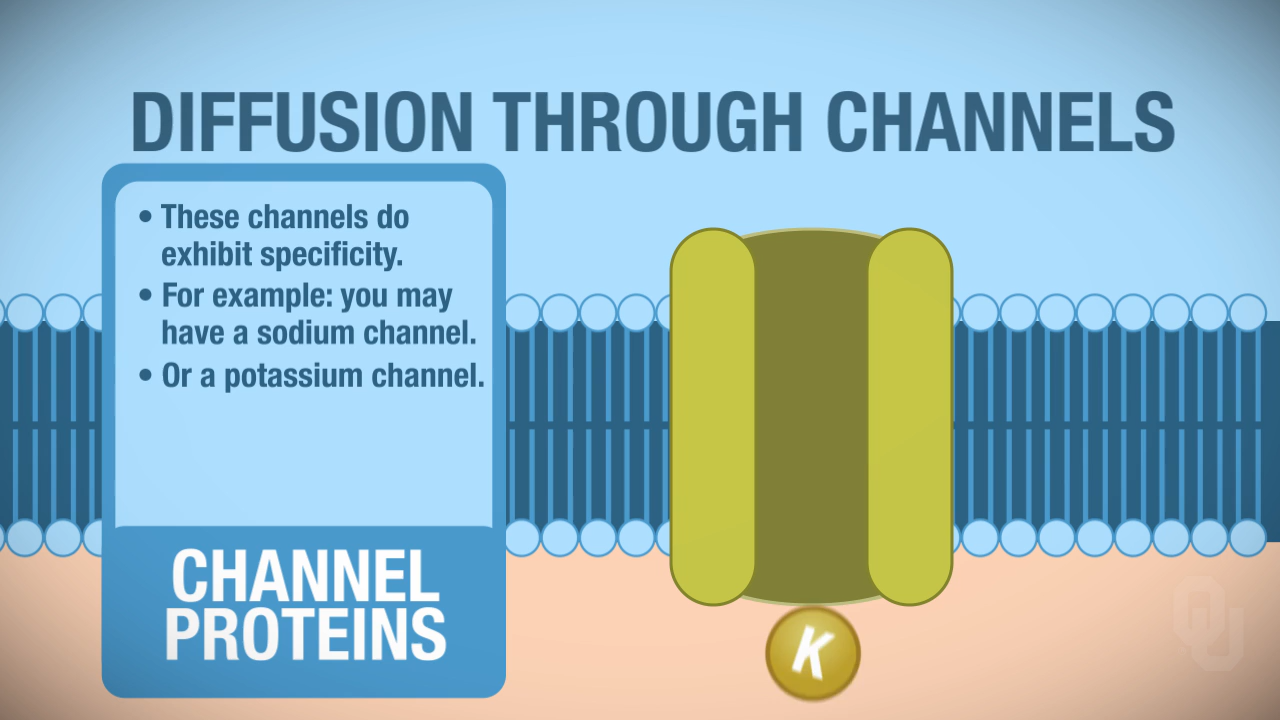 DIFFUSION THROUGH CHANNELS
• These channels do
exhibit specificity.
• For example: you may
have a sodium channel.
• Or a potassium channel.
CHANNEL
PROTEINS
K
OU